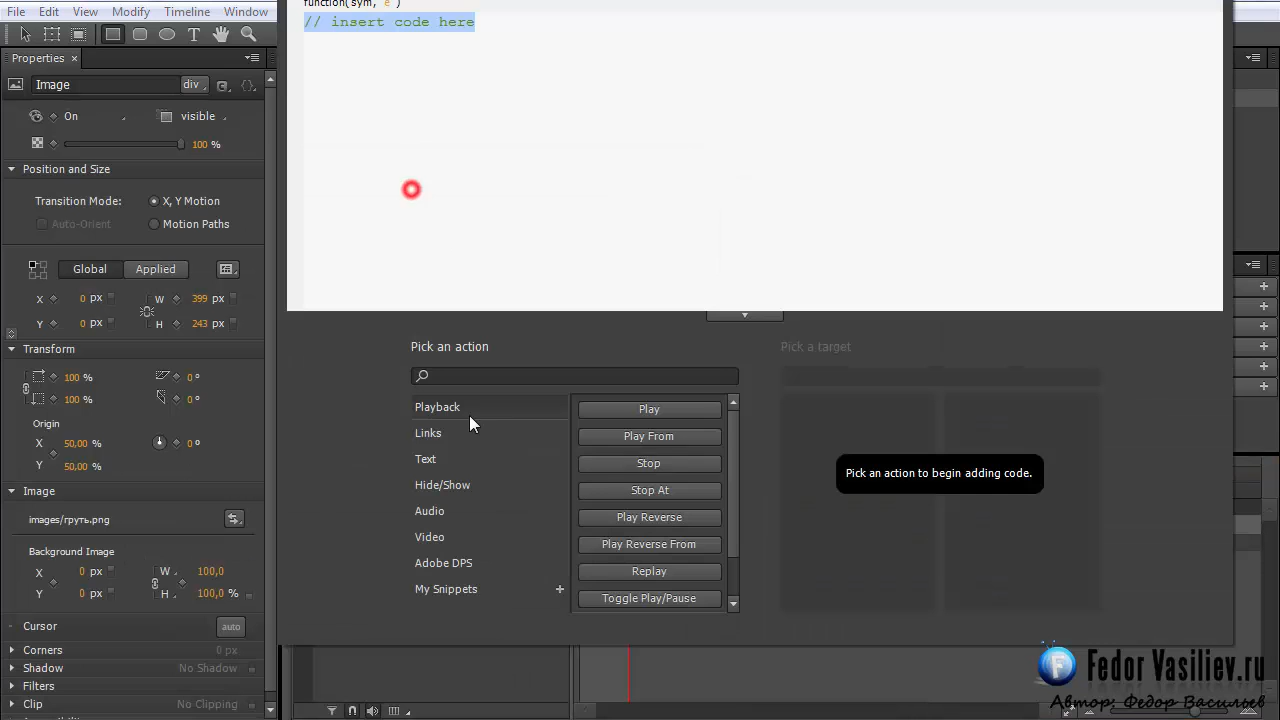 File Edit View Modify Timeline Window
function(sym, e )
// insert code here
Properties ×
Image div
On visible
100 %
Position and Size
Transition Mode: X, Y Motion
Auto-Orient Motion Paths
Global Applied
X 0 px W 399 px
Y 0 px H 243 px
Transform
100 % 0 º
100 % 0 º
Origin
X 50,00 % 0 º
Y 50,00 %
Image
images/груть.png
Background Image
X 0 px W 100,0
Y 0 px H 100,0 %
Cursor auto
Corners 0 px
Shadow No Shadow
Filters
Clip No Clipping
Pick an action
Playback
Links
Text
Hide/Show
Audio
Video
Adobe DPS
My Snippets +
Play
Play From
Stop
Stop At
Play Reverse
Play Reverse From
Replay
Toggle Play/Pause
Pick a target
Pick an action to begin adding code.
Fedor Vasiliev.ru
Автор: Федор Васильев